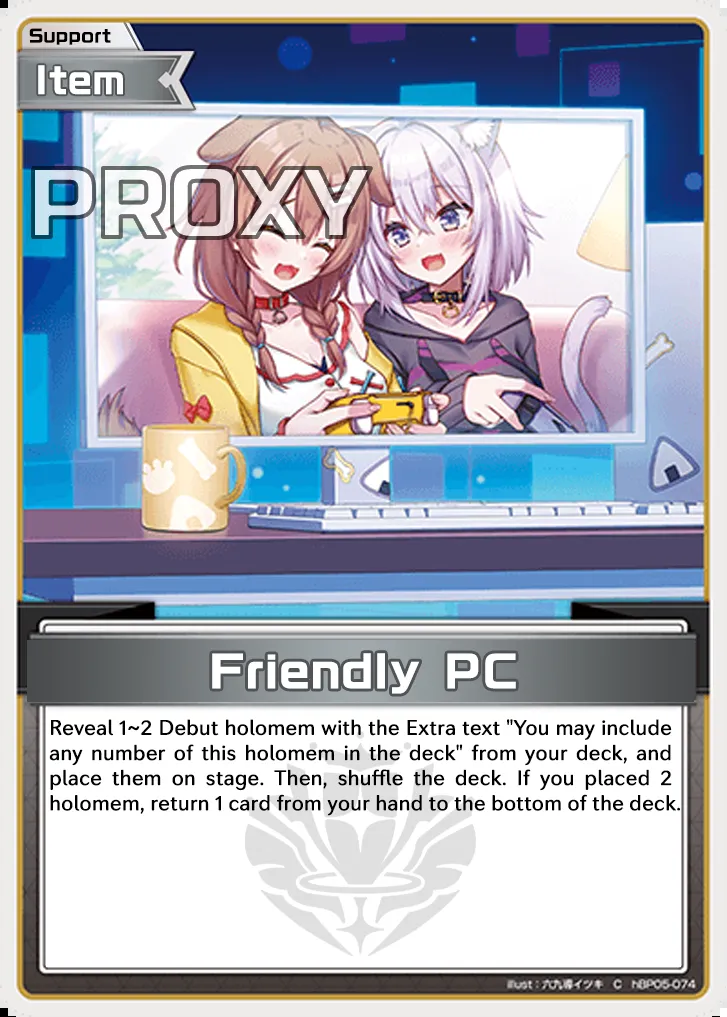 Support
Item
PROXY
Friendly PC
Reveal 1~2 Debut holomem with the Extra text "You may include
any number of this holomem in the deck" from your deck, and
place them on stage. Then, shuffle the deck. If you placed 2
holomem, return 1 card from your hand to the bottom of the deck.
illust：六九導イツキ C hBP05-074